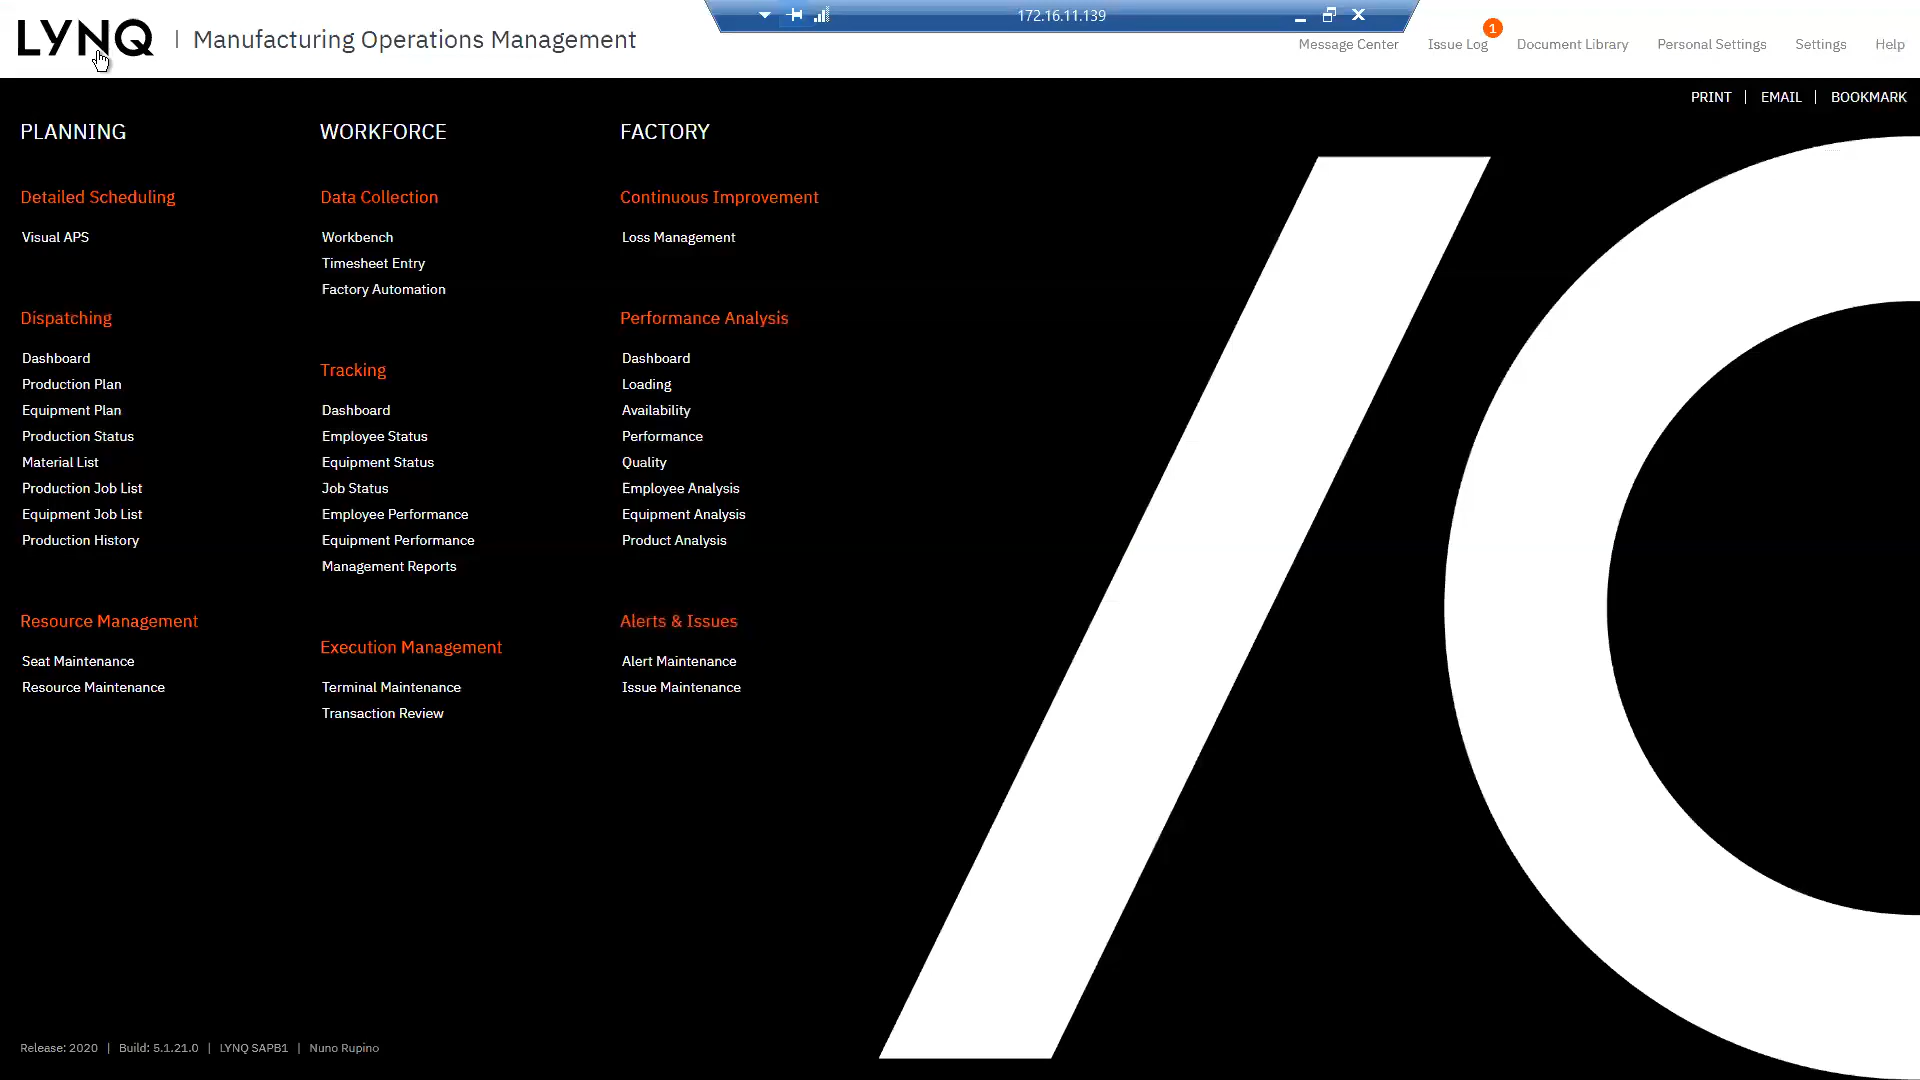 172.16.11.139
LYNQ | Manufacturing Operations Management
Message Center
Issue Log
1
Document Library
Personal Settings
Settings
Help
PRINT | EMAIL | BOOKMARK
PLANNING
Detailed Scheduling
Visual APS
Dispatching
Dashboard
Production Plan
Equipment Plan
Production Status
Material List
Production Job List
Equipment Job List
Production History
Resource Management
Seat Maintenance
Resource Maintenance
WORKFORCE
Data Collection
Workbench
Timesheet Entry
Factory Automation
Tracking
Dashboard
Employee Status
Equipment Status
Job Status
Employee Performance
Equipment Performance
Management Reports
Execution Management
Terminal Maintenance
Transaction Review
FACTORY
Continuous Improvement
Loss Management
Performance Analysis
Dashboard
Loading
Availability
Performance
Quality
Employee Analysis
Equipment Analysis
Product Analysis
Alerts & Issues
Alert Maintenance
Issue Maintenance
Release: 2020 | Build: 5.1.21.0 | LYNQ SAPB1 | Nuno Rupino